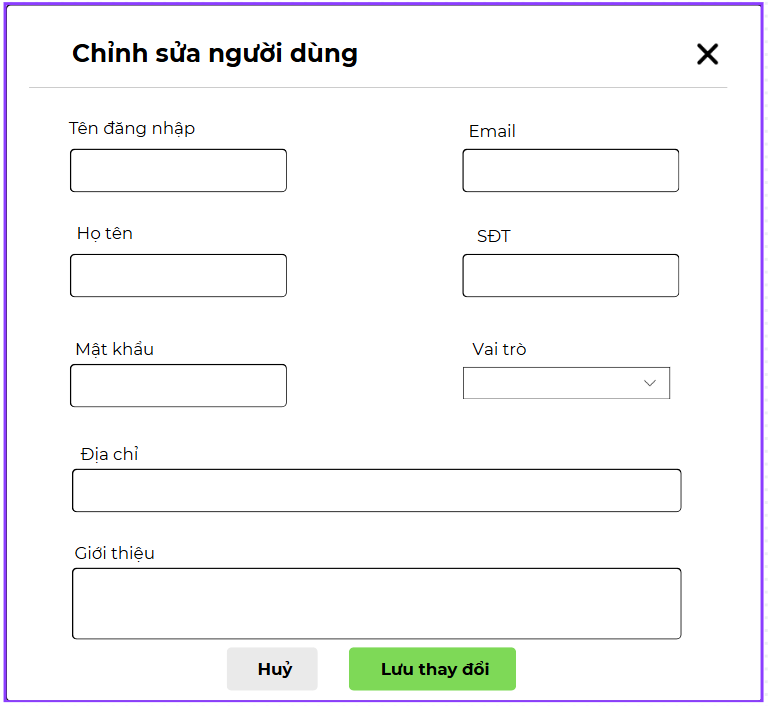 Chỉnh sửa người dùng
Tên đăng nhập
Email
Họ tên
SĐT
Mật khẩu
Vai trò
Địa chỉ
Giới thiệu
Huỷ
Lưu thay đổi